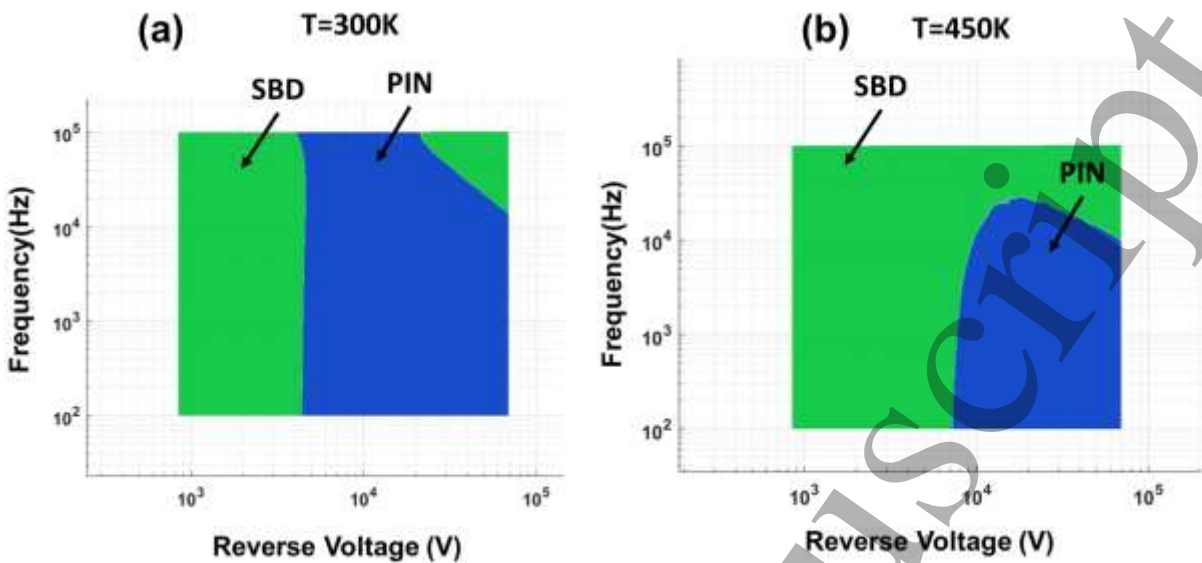 (a) T=300K
SBD PIN
10^5
10^4
10^3
10^2
10^3 10^4 10^5
Frequency(Hz)
Reverse Voltage (V)
(b) T=450K
SBD
PIN
10^5
10^4
10^3
10^2
10^3 10^4 10^5
Frequency(Hz)
Reverse Voltage (V)
uscript